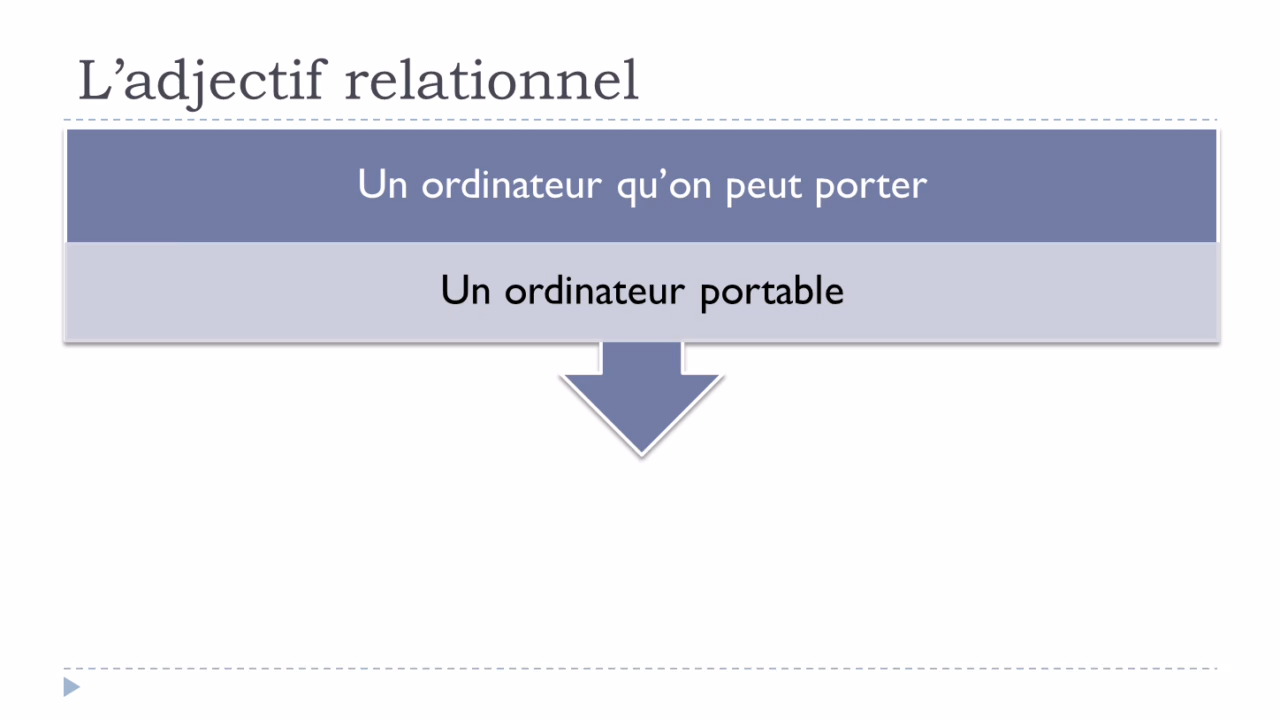 L’adjectif relationnel
Un ordinateur qu’on peut porter
Un ordinateur portable